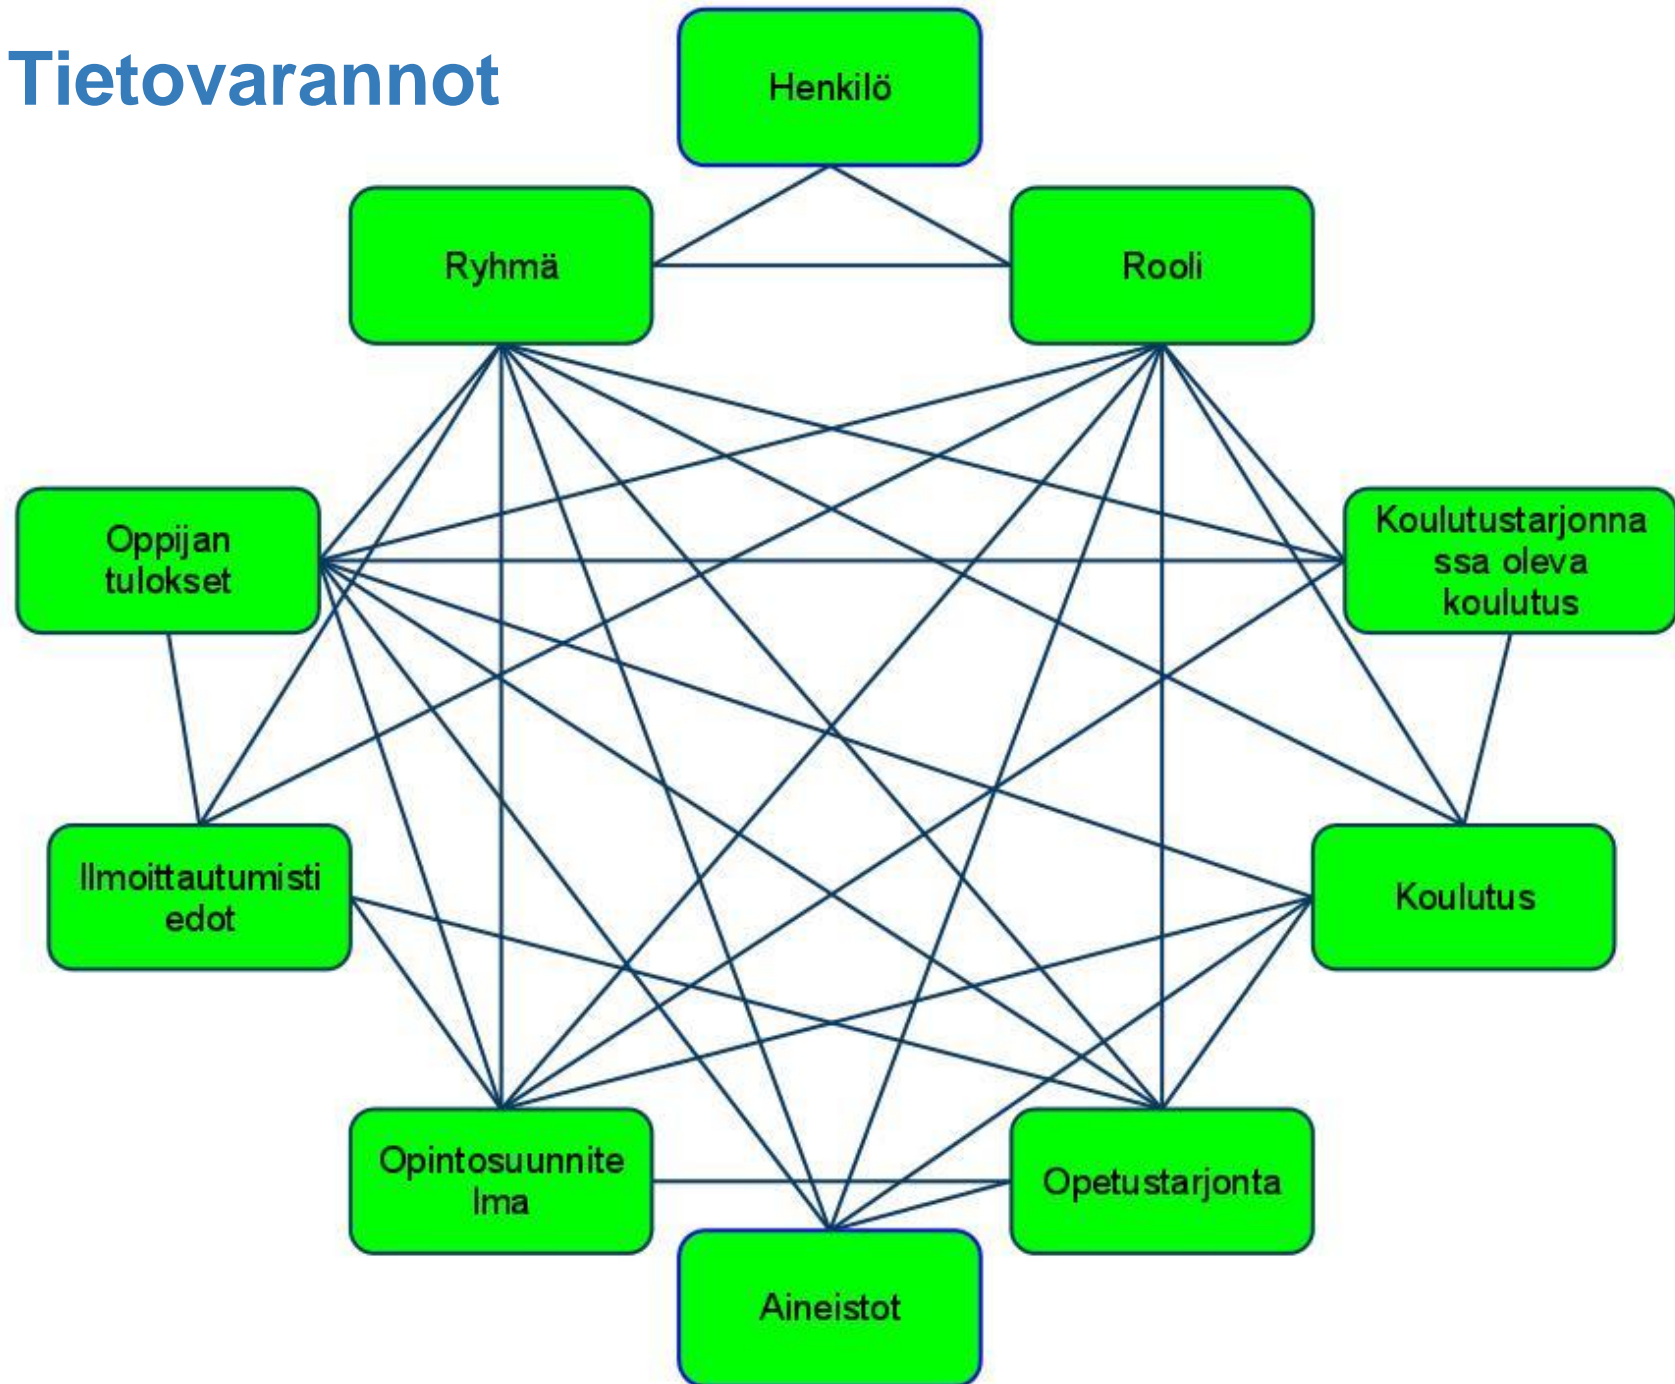 Tietovarannot
Henkilö
Ryhmä
Rooli
Oppijan
tulokset
Koulutustarjonna
ssa oleva
koulutus
Ilmoittautumisti
edot
Koulutus
Opintosuunnite
lma
Opetustarjonta
Aineistot